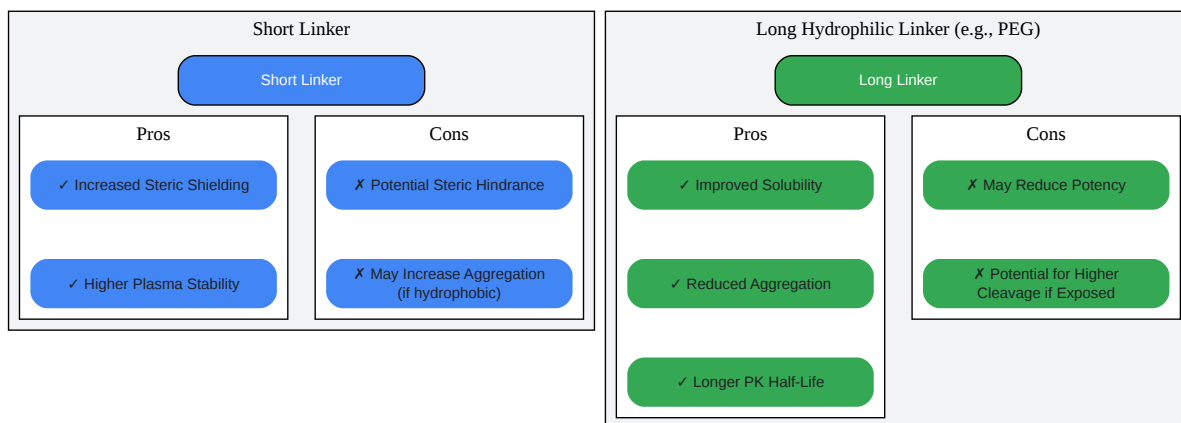 Short Linker
Short Linker
Pros
✓ Increased Steric Shielding
✓ Higher Plasma Stability
Cons
✗ Potential Steric Hindrance
✗ May Increase Aggregation
(if hydrophobic)
Long Hydrophilic Linker (e.g., PEG)
Long Linker
Pros
✓ Improved Solubility
✓ Reduced Aggregation
✓ Longer PK Half-Life
Cons
✗ May Reduce Potency
✗ Potential for Higher
Cleavage if Exposed